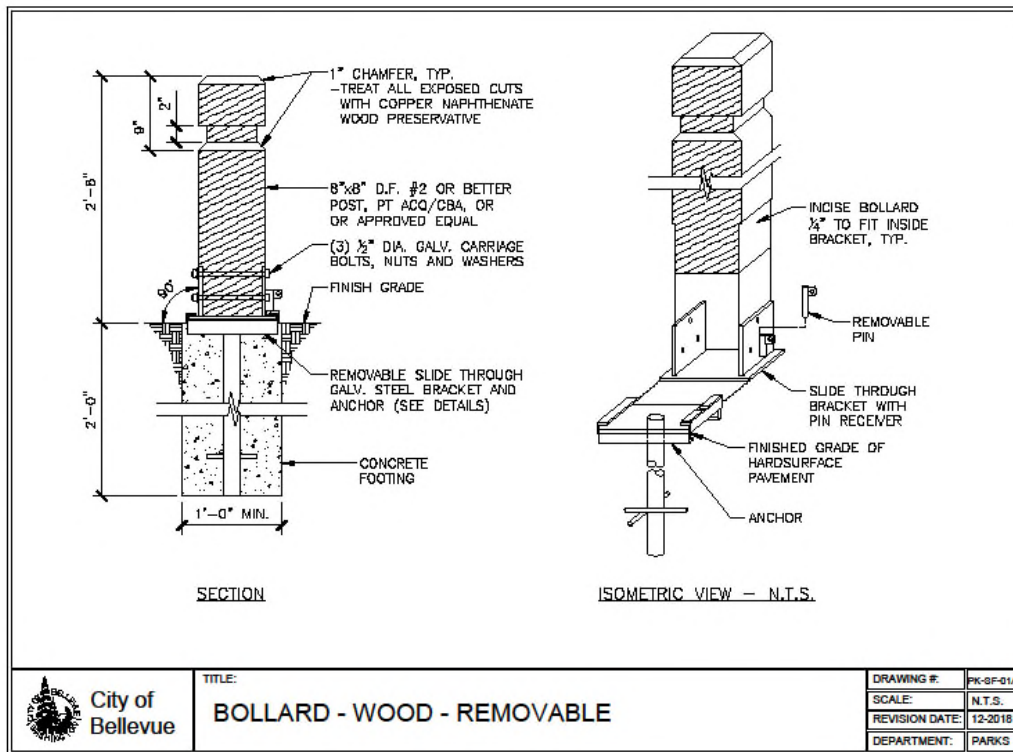 1" CHAMFER, TYP.
-TREAT ALL EXPOSED CUTS
WITH COPPER NAPHTHENATE
WOOD PRESERVATIVE
2"
9"
2'-8"
8"x8" D.F. #2 OR BETTER
POST, PT ACQ/CBA, OR
OR APPROVED EQUAL
(3) ½" DIA. GALV. CARRIAGE
BOLTS, NUTS AND WASHERS
90°
FINISH GRADE
REMOVABLE SLIDE THROUGH
GALV. STEEL BRACKET AND
ANCHOR (SEE DETAILS)
2'-0"
CONCRETE
FOOTING
1'-0" MIN.
SECTION
INCISE BOLLARD
¼" TO FIT INSIDE
BRACKET, TYP.
REMOVABLE
PIN
SLIDE THROUGH
BRACKET WITH
PIN RECEIVER
FINISHED GRADE OF
HARDSURFACE
PAVEMENT
ANCHOR
ISOMETRIC VIEW - N.T.S.
City of
Bellevue
TITLE:
BOLLARD - WOOD - REMOVABLE
DRAWING #: PK-SF-01
SCALE: N.T.S.
REVISION DATE: 12-2018
DEPARTMENT: PARKS